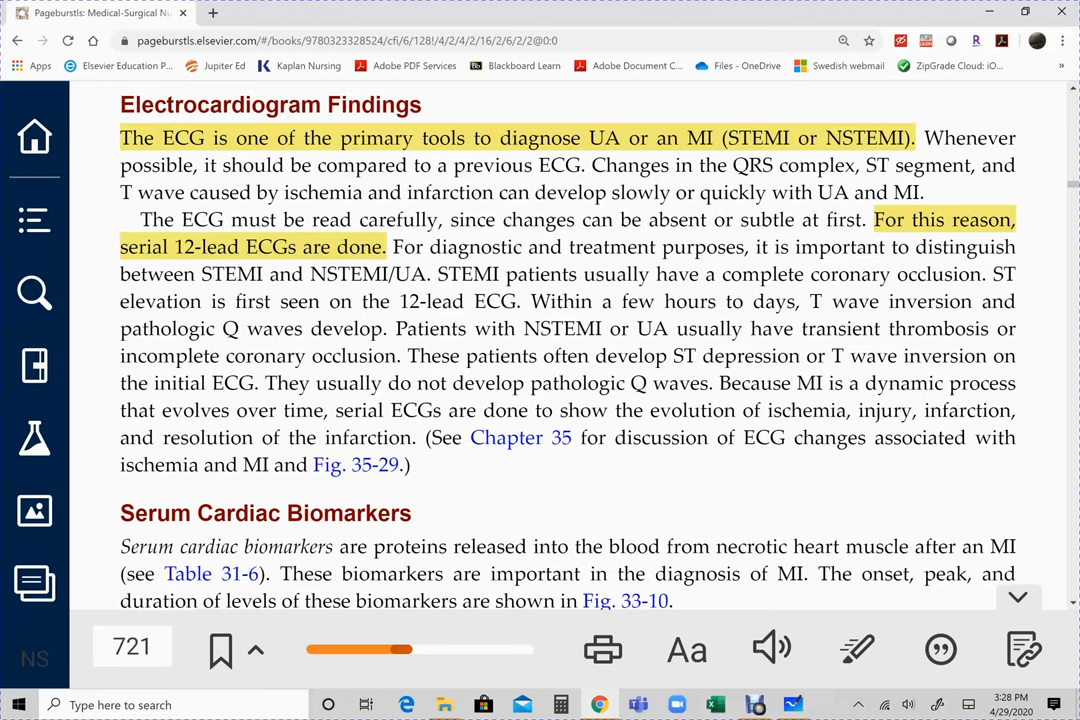 Pageburstls: Medical-Surgical Nu
pageburstls.elsevier.com/#/books/9780323328524/cfi/6/128!/4/2/4/2/16/2/6/2/2@0:0
Apps Elsevier Education P... Jupiter Ed Kaplan Nursing Adobe PDF Services Blackboard Learn Adobe Document C... Files - OneDrive Swedish webmail ZipGrade Cloud: iO... »
Electrocardiogram Findings
The ECG is one of the primary tools to diagnose UA or an MI (STEMI or NSTEMI). Whenever
possible, it should be compared to a previous ECG. Changes in the QRS complex, ST segment, and
T wave caused by ischemia and infarction can develop slowly or quickly with UA and MI.
The ECG must be read carefully, since changes can be absent or subtle at first. For this reason,
serial 12-lead ECGs are done. For diagnostic and treatment purposes, it is important to distinguish
between STEMI and NSTEMI/UA. STEMI patients usually have a complete coronary occlusion. ST
elevation is first seen on the 12-lead ECG. Within a few hours to days, T wave inversion and
pathologic Q waves develop. Patients with NSTEMI or UA usually have transient thrombosis or
incomplete coronary occlusion. These patients often develop ST depression or T wave inversion on
the initial ECG. They usually do not develop pathologic Q waves. Because MI is a dynamic process
that evolves over time, serial ECGs are done to show the evolution of ischemia, injury, infarction,
and resolution of the infarction. (See Chapter 35 for discussion of ECG changes associated with
ischemia and MI and Fig. 35-29.)
Serum Cardiac Biomarkers
Serum cardiac biomarkers are proteins released into the blood from necrotic heart muscle after an MI
(see Table 31-6). These biomarkers are important in the diagnosis of MI. The onset, peak, and
duration of levels of these biomarkers are shown in Fig. 33-10.
NS
721
Aa
Type here to search
3:28 PM
4/29/2020